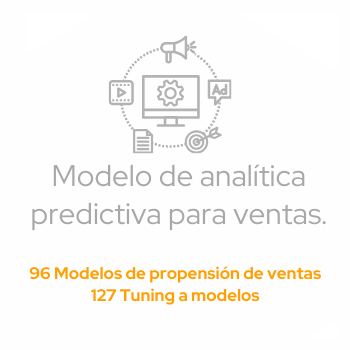 Ad
Modelo de analítica
predictiva para ventas.
96 Modelos de propensión de ventas
127 Tuning a modelos